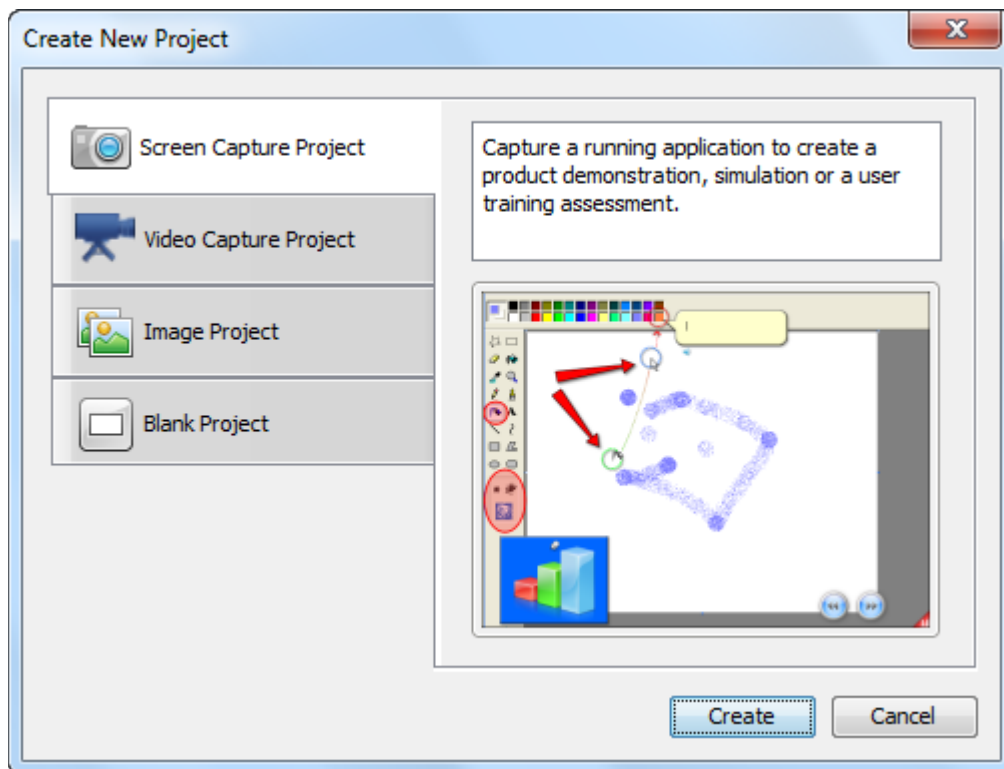 Create New Project
Screen Capture Project
Video Capture Project
Image Project
Blank Project
Capture a running application to create a
product demonstration, simulation or a user
training assessment.
Create
Cancel